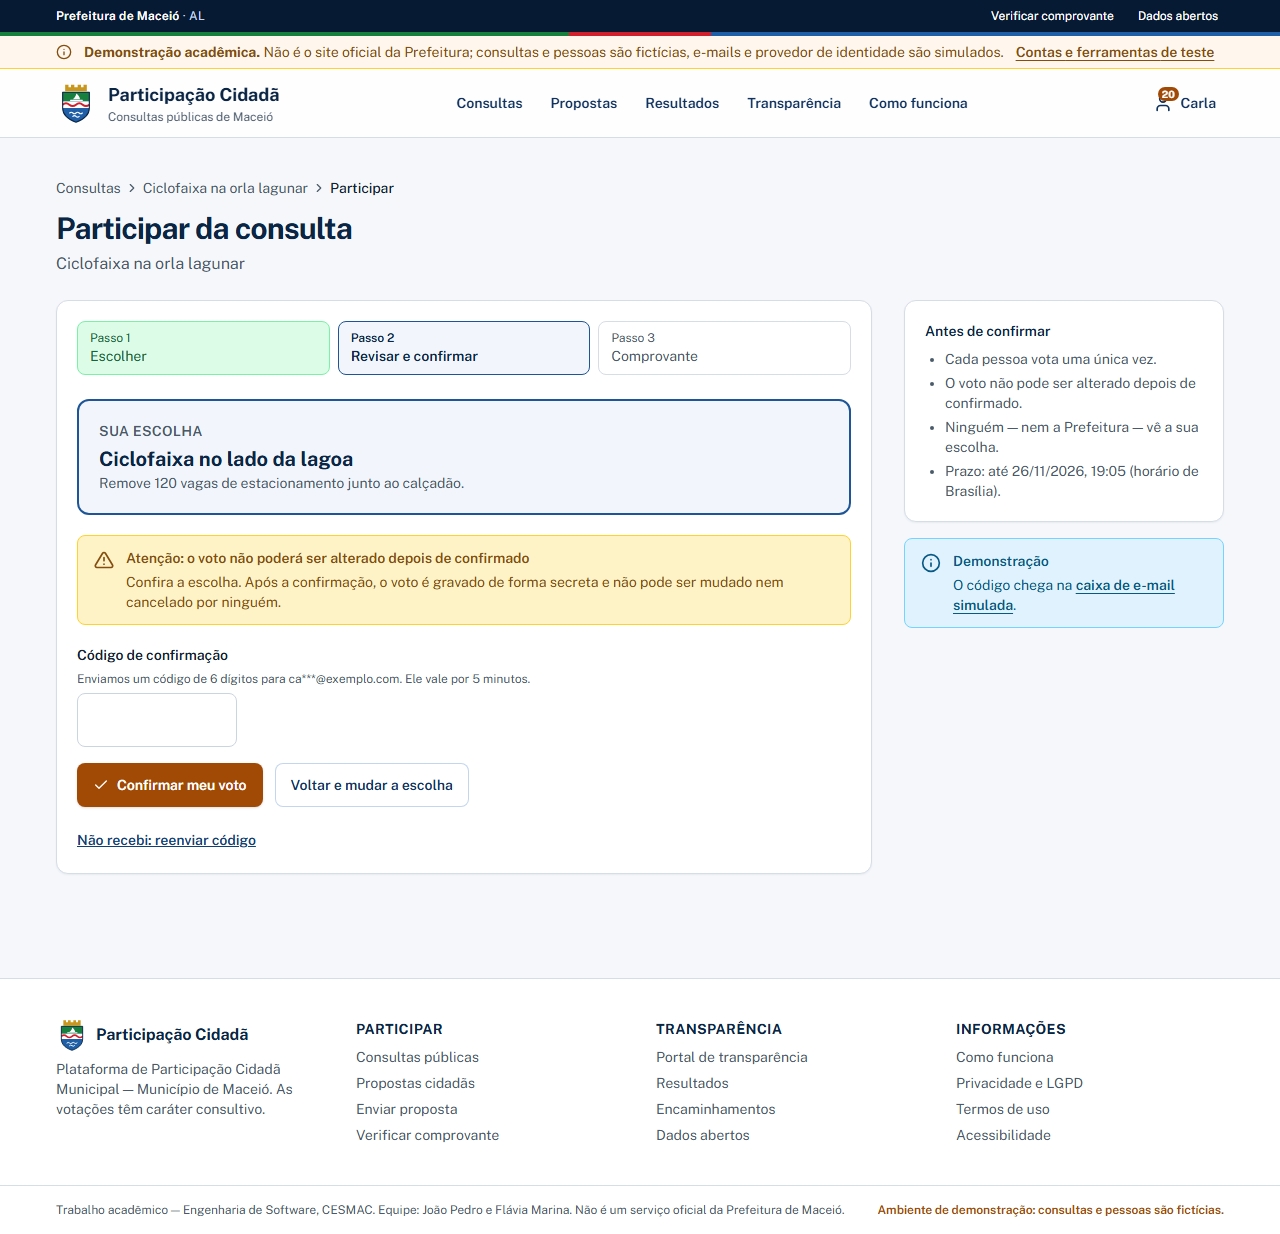 Prefeitura de Maceió · AL
Verificar comprovante
Dados abertos
Demonstração acadêmica. Não é o site oficial da Prefeitura; consultas e pessoas são fictícias, e-mails e provedor de identidade são simulados. Contas e ferramentas de teste
Participação Cidadã
Consultas públicas de Maceió
Consultas
Propostas
Resultados
Transparência
Como funciona
20
Carla
Consultas > Ciclofaixa na orla lagunar > Participar
Participar da consulta
Ciclofaixa na orla lagunar
Passo 1
Escolher
Passo 2
Revisar e confirmar
Passo 3
Comprovante
SUA ESCOLHA
Ciclofaixa no lado da lagoa
Remove 120 vagas de estacionamento junto ao calçadão.
Atenção: o voto não poderá ser alterado depois de confirmado
Confira a escolha. Após a confirmação, o voto é gravado de forma secreta e não pode ser mudado nem
cancelado por ninguém.
Código de confirmação
Enviamos um código de 6 dígitos para ca***@exemplo.com. Ele vale por 5 minutos.
Confirmar meu voto
Voltar e mudar a escolha
Não recebi: reenviar código
Antes de confirmar
• Cada pessoa vota uma única vez.
• O voto não pode ser alterado depois de
confirmado.
• Ninguém — nem a Prefeitura — vê a sua
escolha.
• Prazo: até 26/11/2026, 19:05 (horário de
Brasília).
Demonstração
O código chega na caixa de e-mail
simulada.
Participação Cidadã
Plataforma de Participação Cidadã
Municipal — Município de Maceió. As
votações têm caráter consultivo.
PARTICIPAR
Consultas públicas
Propostas cidadãs
Enviar proposta
Verificar comprovante
TRANSPARÊNCIA
Portal de transparência
Resultados
Encaminhamentos
Dados abertos
INFORMAÇÕES
Como funciona
Privacidade e LGPD
Termos de uso
Acessibilidade
Trabalho acadêmico — Engenharia de Software, CESMAC. Equipe: João Pedro e Flávia Marina. Não é um serviço oficial da Prefeitura de Maceió.
Ambiente de demonstração: consultas e pessoas são fictícias.